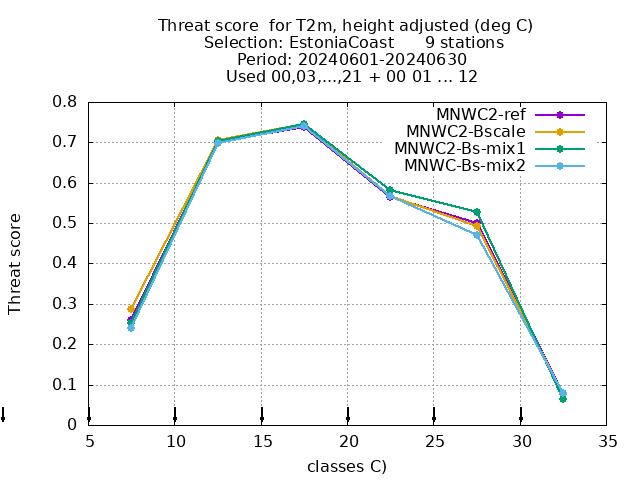 Threat score  for T2m, height adjusted (deg C)
Selection: EstoniaCoast      9 stations
Period: 20240601-20240630
Used 00,03,...,21 + 00 01 ... 12
MNWC2-ref
MNWC2-Bscale
MNWC2-Bs-mix1
MNWC-Bs-mix2
Threat score
0.8
0.7
0.6
0.5
0.4
0.3
0.2
0.1
0
5 10 15 20 25 30 35
classes C)